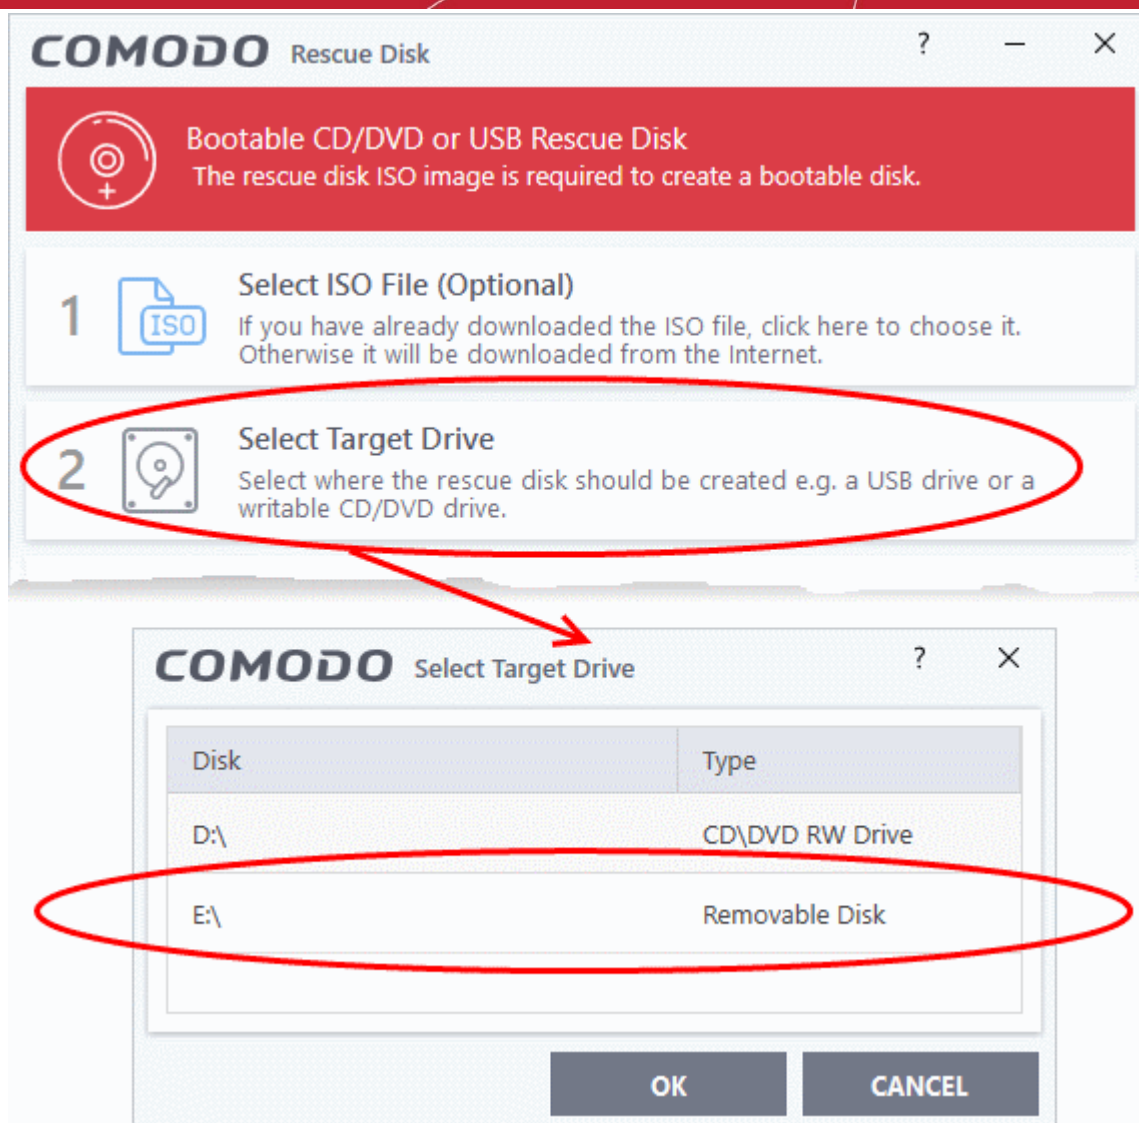 COMODO Rescue Disk ?
Bootable CD/DVD or USB Rescue Disk
The rescue disk ISO image is required to create a bootable disk.
1 ISO Select ISO File (Optional)
If you have already downloaded the ISO file, click here to choose it.
Otherwise it will be downloaded from the Internet.
2 Select Target Drive
Select where the rescue disk should be created e.g. a USB drive or a
writable CD/DVD drive.
COMODO Select Target Drive ?
Disk Type
D:\ CD\DVD RW Drive
E:\ Removable Disk
OK CANCEL